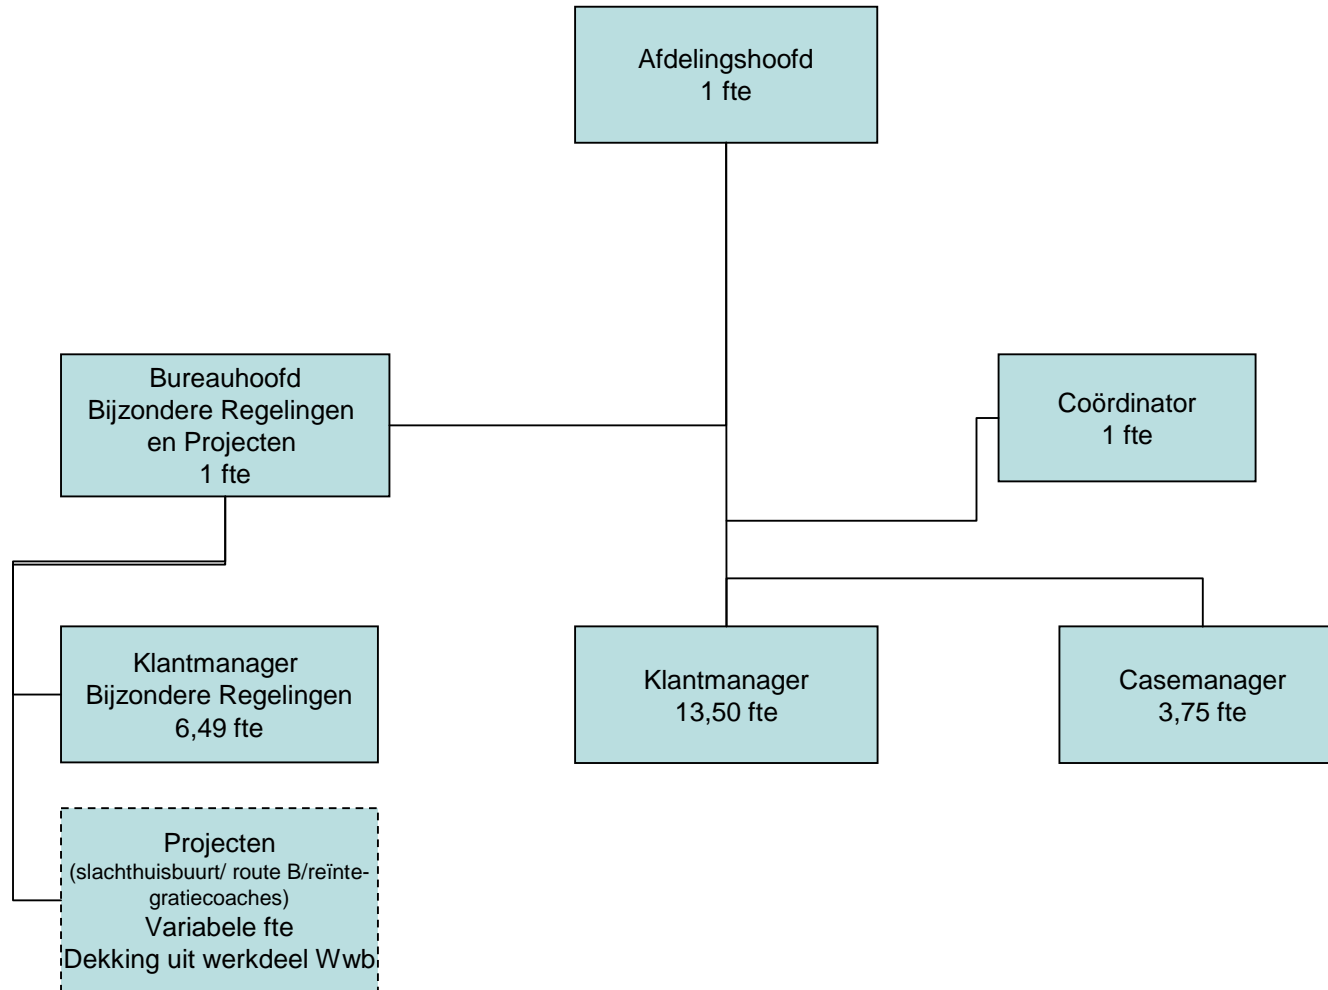 Afdelingshoofd
1 fte
Bureauhoofd
Bijzondere Regelingen
en Projecten
1 fte
Coördinator
1 fte
Klantmanager
Bijzondere Regelingen
6,49 fte
Klantmanager
13,50 fte
Casemanager
3,75 fte
Projecten
(slachthuisbuurt/ route B/reïnte-
gratiecoaches)
Variabele fte
Dekking uit werkdeel Wwb